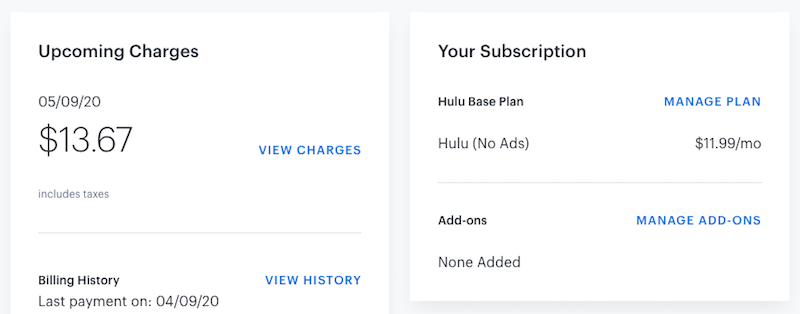 Upcoming Charges
05/09/20
$13.67
VIEW CHARGES
includes taxes
Billing History
VIEW HISTORY
Last payment on: 04/09/20
Your Subscription
Hulu Base Plan
MANAGE PLAN
Hulu (No Ads)
$11.99/mo
Add-ons
MANAGE ADD-ONS
None Added